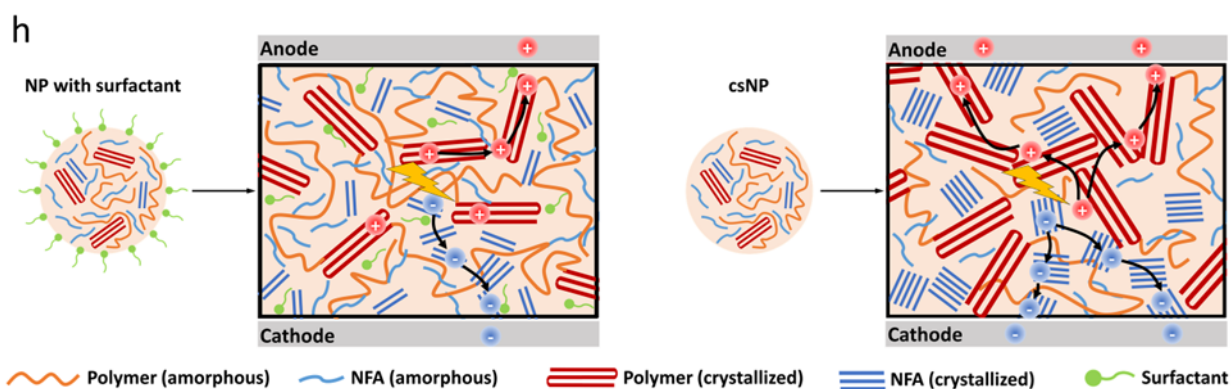 h
NP with surfactant
Anode
+
+
+
+
+
+
-
-
-
Cathode
-
csNP
Anode
+
+
+
+
+
+
+
-
-
-
-
-
Cathode
-
-
Polymer (amorphous)
NFA (amorphous)
Polymer (crystallized)
NFA (crystallized)
Surfactant